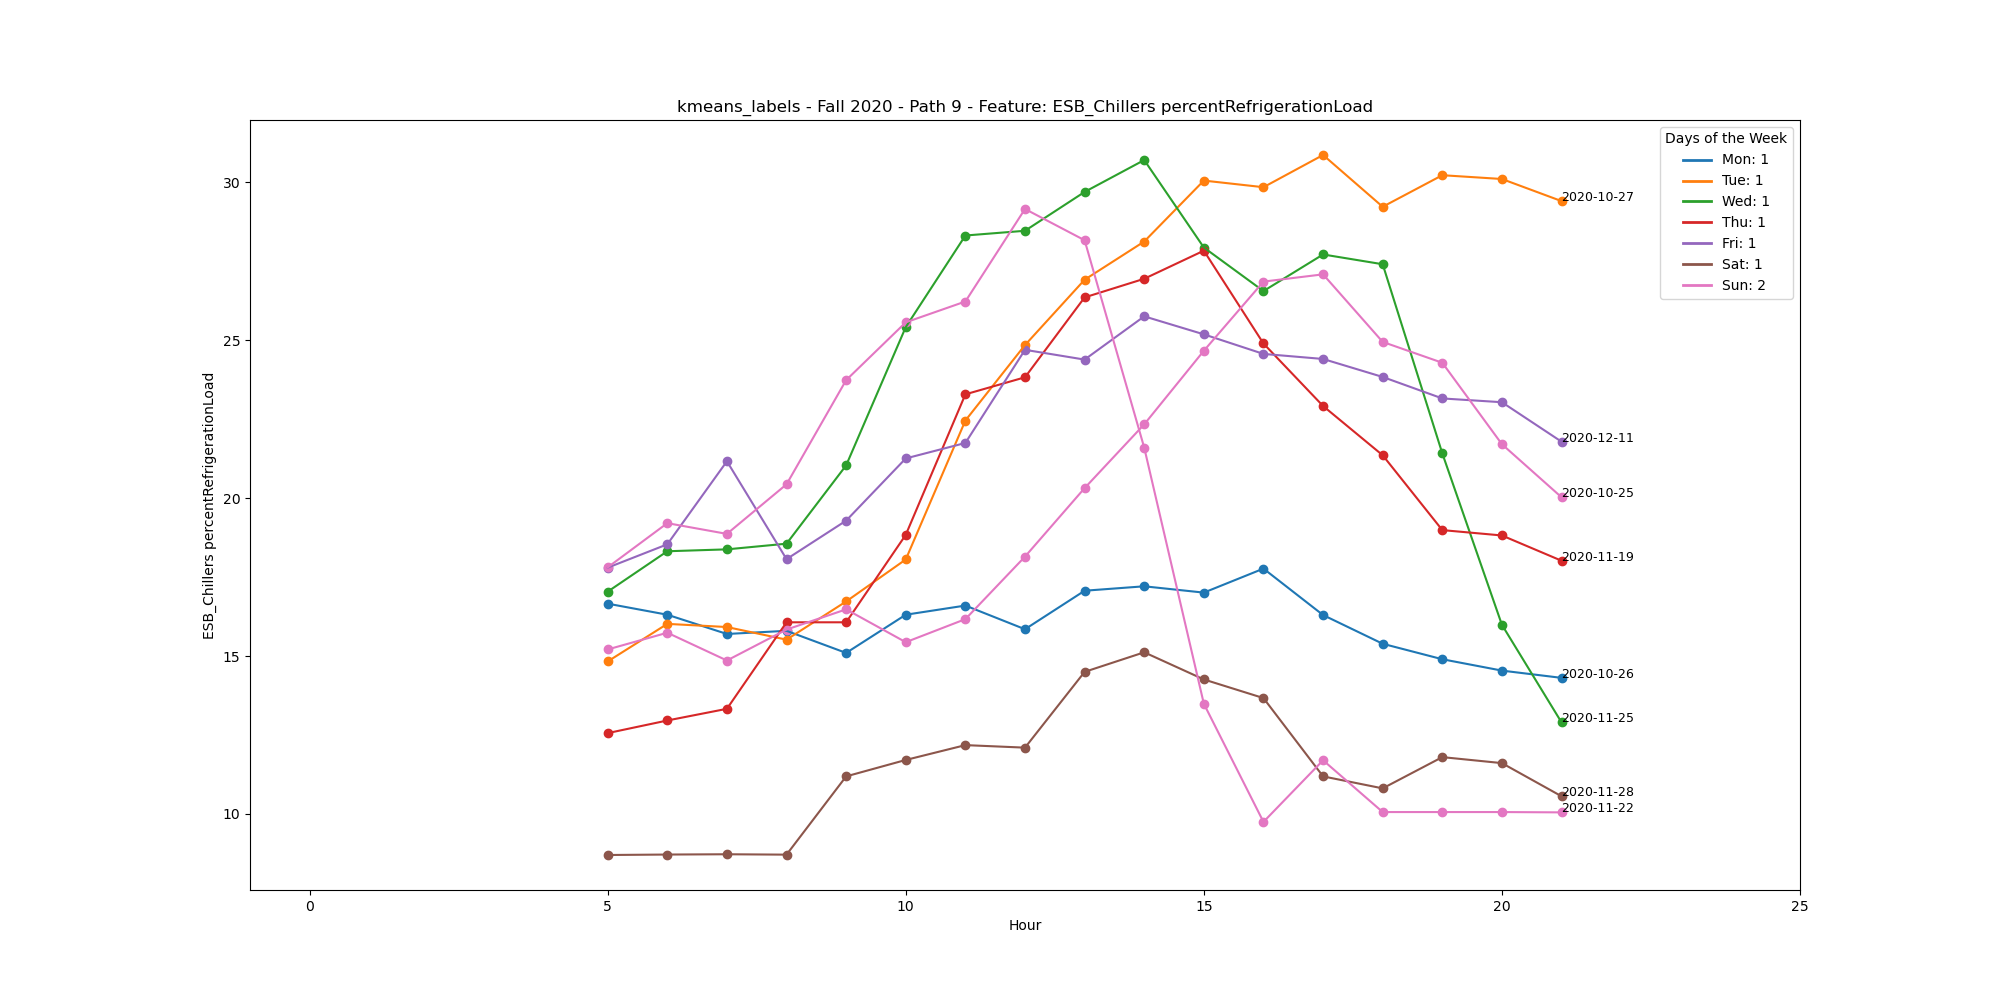 kmeans_labels - Fall 2020 - Path 9 - Feature: ESB_Chillers percentRefrigerationLoad
Days of the Week
Mon: 1
Tue: 1
Wed: 1
Thu: 1
Fri: 1
Sat: 1
Sun: 2
30
25
20
15
10
ESB_Chillers percentRefrigerationLoad
2020-10-27
2020-12-11
2020-10-25
2020-11-19
2020-10-26
2020-11-25
2020-11-28
2020-11-22
0
5
10
15
20
25
Hour